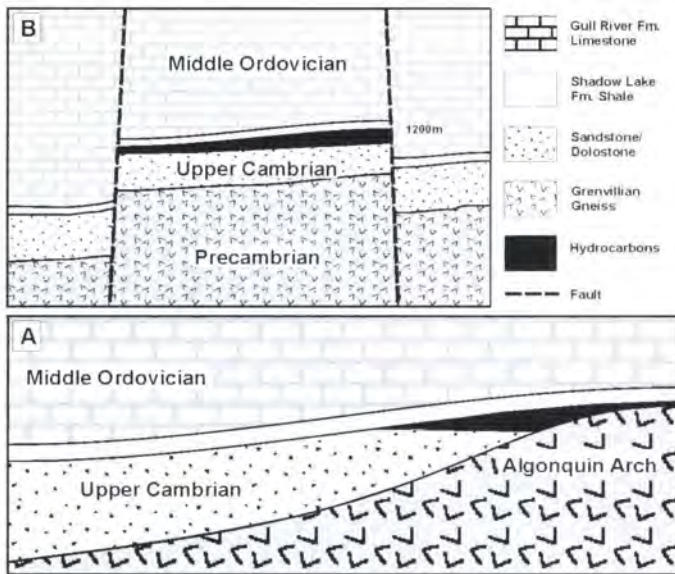 B
Middle Ordovician
1200m
Upper Cambrian
Precambrian
A
Middle Ordovician
Algonquin Arch
Upper Cambrian
Gull River Fm.
Limestone
Shadow Lake
Fm. Shale
Sandstone/
Dolostone
Grenvillian
Gneiss
Hydrocarbons
Fault